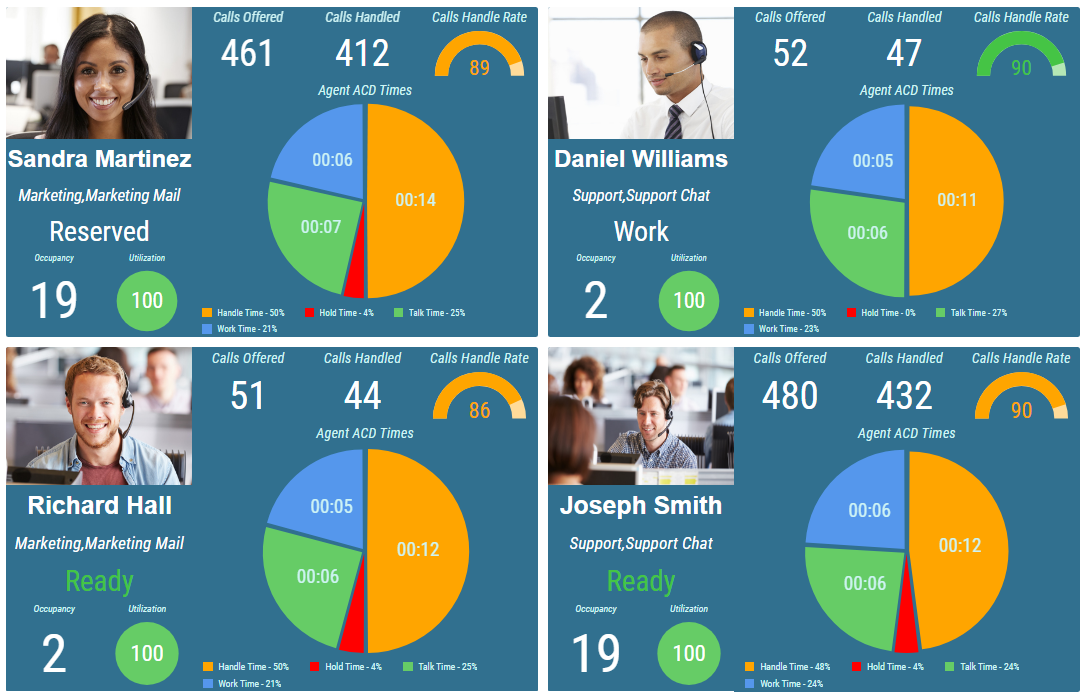 Calls Offered
Calls Handled
Calls Handle Rate
461
412
89
Agent ACD Times
Sandra Martinez
Marketing,Marketing Mail
Reserved
Occupancy
Utilization
19
100
00:06
00:14
00:07
Handle Time - 50%
Hold Time - 4%
Talk Time - 25%
Work Time - 21%
Calls Offered
Calls Handled
Calls Handle Rate
52
47
90
Agent ACD Times
Daniel Williams
Support,Support Chat
Work
Occupancy
Utilization
2
100
00:05
00:11
00:06
Handle Time - 50%
Hold Time - 0%
Talk Time - 27%
Work Time - 23%
Calls Offered
Calls Handled
Calls Handle Rate
51
44
86
Agent ACD Times
Richard Hall
Marketing,Marketing Mail
Ready
Occupancy
Utilization
2
100
00:05
00:12
00:06
Handle Time - 50%
Hold Time - 4%
Talk Time - 25%
Work Time - 21%
Calls Offered
Calls Handled
Calls Handle Rate
480
432
90
Agent ACD Times
Joseph Smith
Support,Support Chat
Ready
Occupancy
Utilization
19
100
00:06
00:12
00:06
Handle Time - 48%
Hold Time - 4%
Talk Time - 24%
Work Time - 24%